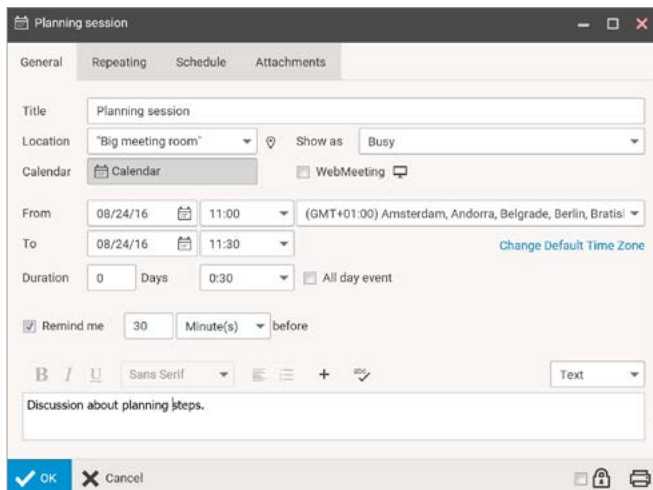 Planning session
General Repeating Schedule Attachments
Title Planning session
Location "Big meeting room" Show as Busy
Calendar Calendar WebMeeting
From 08/24/16 11:00 (GMT+01:00) Amsterdam, Andorra, Belgrade, Berlin, Bratisl
To 08/24/16 11:30 Change Default Time Zone
Duration 0 Days 0:30 All day event
Remind me 30 Minute(s) before
B I U Sans Serif + abc Text
Discussion about planning steps.
OK Cancel